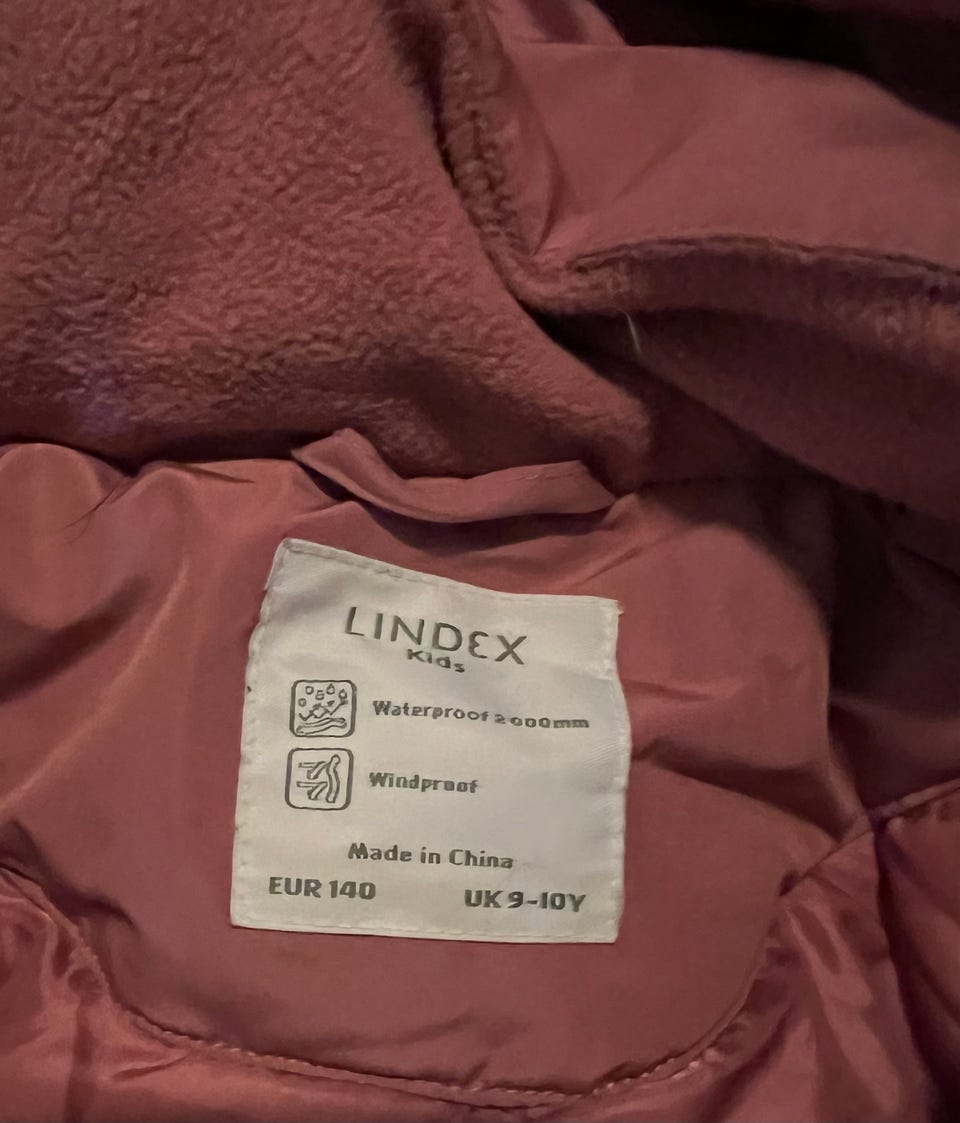 LINDEX
Kids
Waterproof 2000mm
Windproof
Made in China
EUR 140 UK 9-10Y